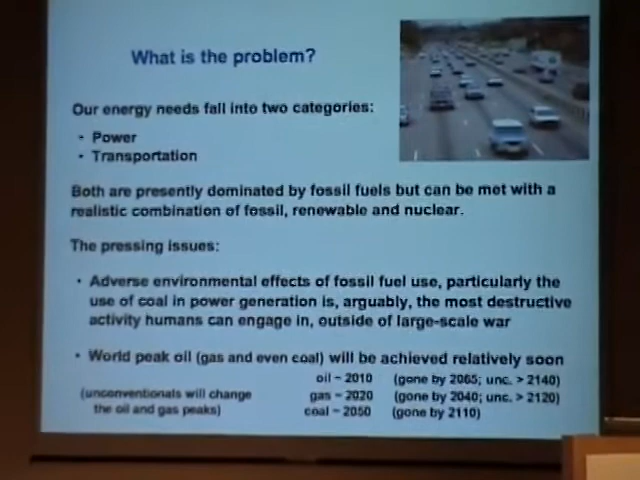 What is the problem?
Our energy needs fall into two categories:
- Power
- Transportation
Both are presently dominated by fossil fuels but can be met with a
realistic combination of fossil, renewable and nuclear.
The pressing issues:
• Adverse environmental effects of fossil fuel use, particularly the
use of coal in power generation is, arguably, the most destructive
activity humans can engage in, outside of large-scale war
• World peak oil (gas and even coal) will be achieved relatively soon
oil ~ 2010 (gone by 2065; unc. > 2140)
(unconventionals will change gas ~ 2020 (gone by 2040; unc. > 2120)
the oil and gas peaks) coal ~ 2050 (gone by 2110)